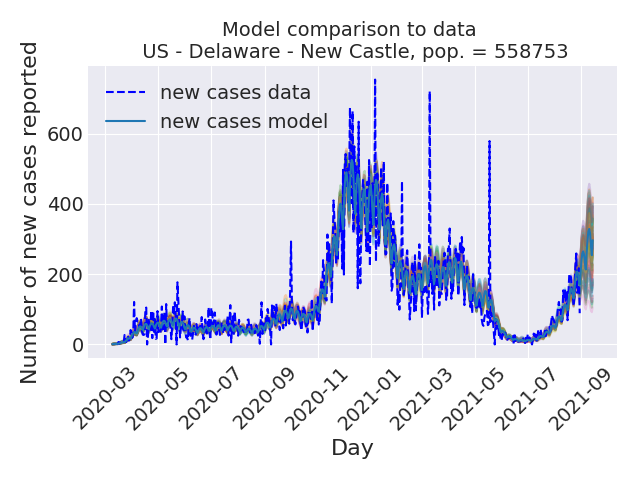 Model comparison to data
US - Delaware - New Castle, pop. = 558753
Number of new cases reported
new cases data
new cases model
600
400
200
0
2020-03
2020-05
2020-07
2020-09
2020-11
2021-01
2021-03
2021-05
2021-07
2021-09
Day